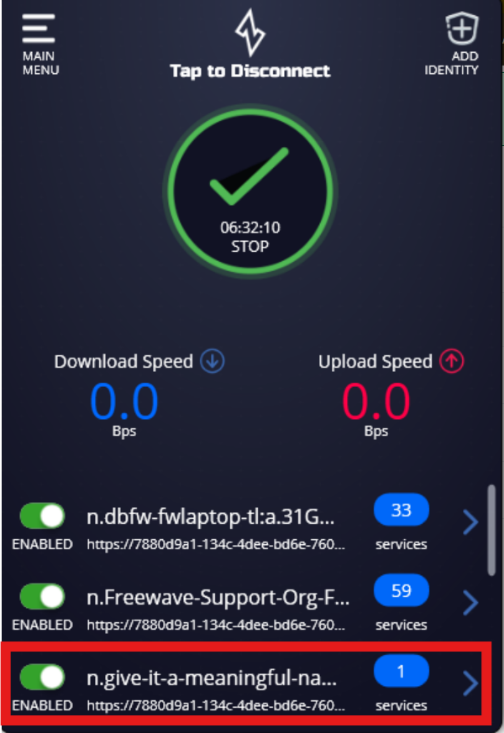 MAIN
MENU
Tap to Disconnect
ADD
IDENTITY
06:32:10
STOP
Download Speed
Upload Speed
0.0
0.0
Bps
Bps
n.dbfw-fwlaptop-tl:a.31G...
33
ENABLED
https://7880d9a1-134c-4dee-bd6e-760...
services
n.Freewave-Support-Org-F...
59
ENABLED
https://7880d9a1-134c-4dee-bd6e-760...
services
n.give-it-a-meaningful-na...
1
ENABLED
https://7880d9a1-134c-4dee-bd6e-760...
services